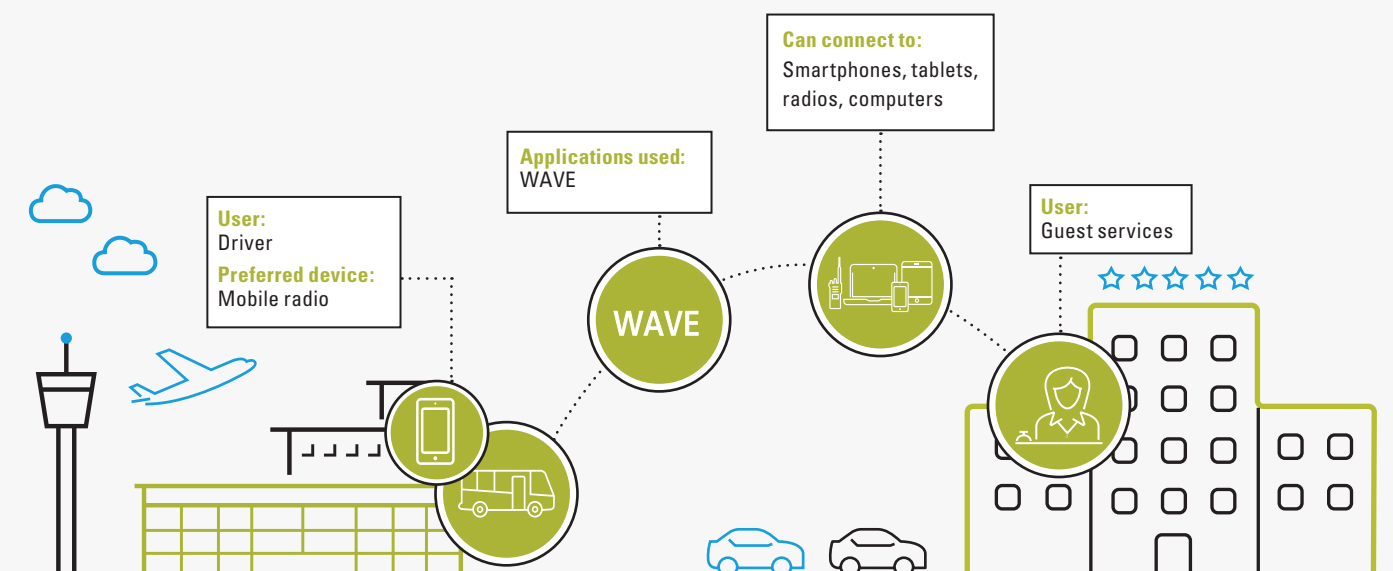 User:
Driver
Preferred device:
Mobile radio
Applications used:
WAVE
WAVE
Can connect to:
Smartphones, tablets,
radios, computers
User:
Guest services